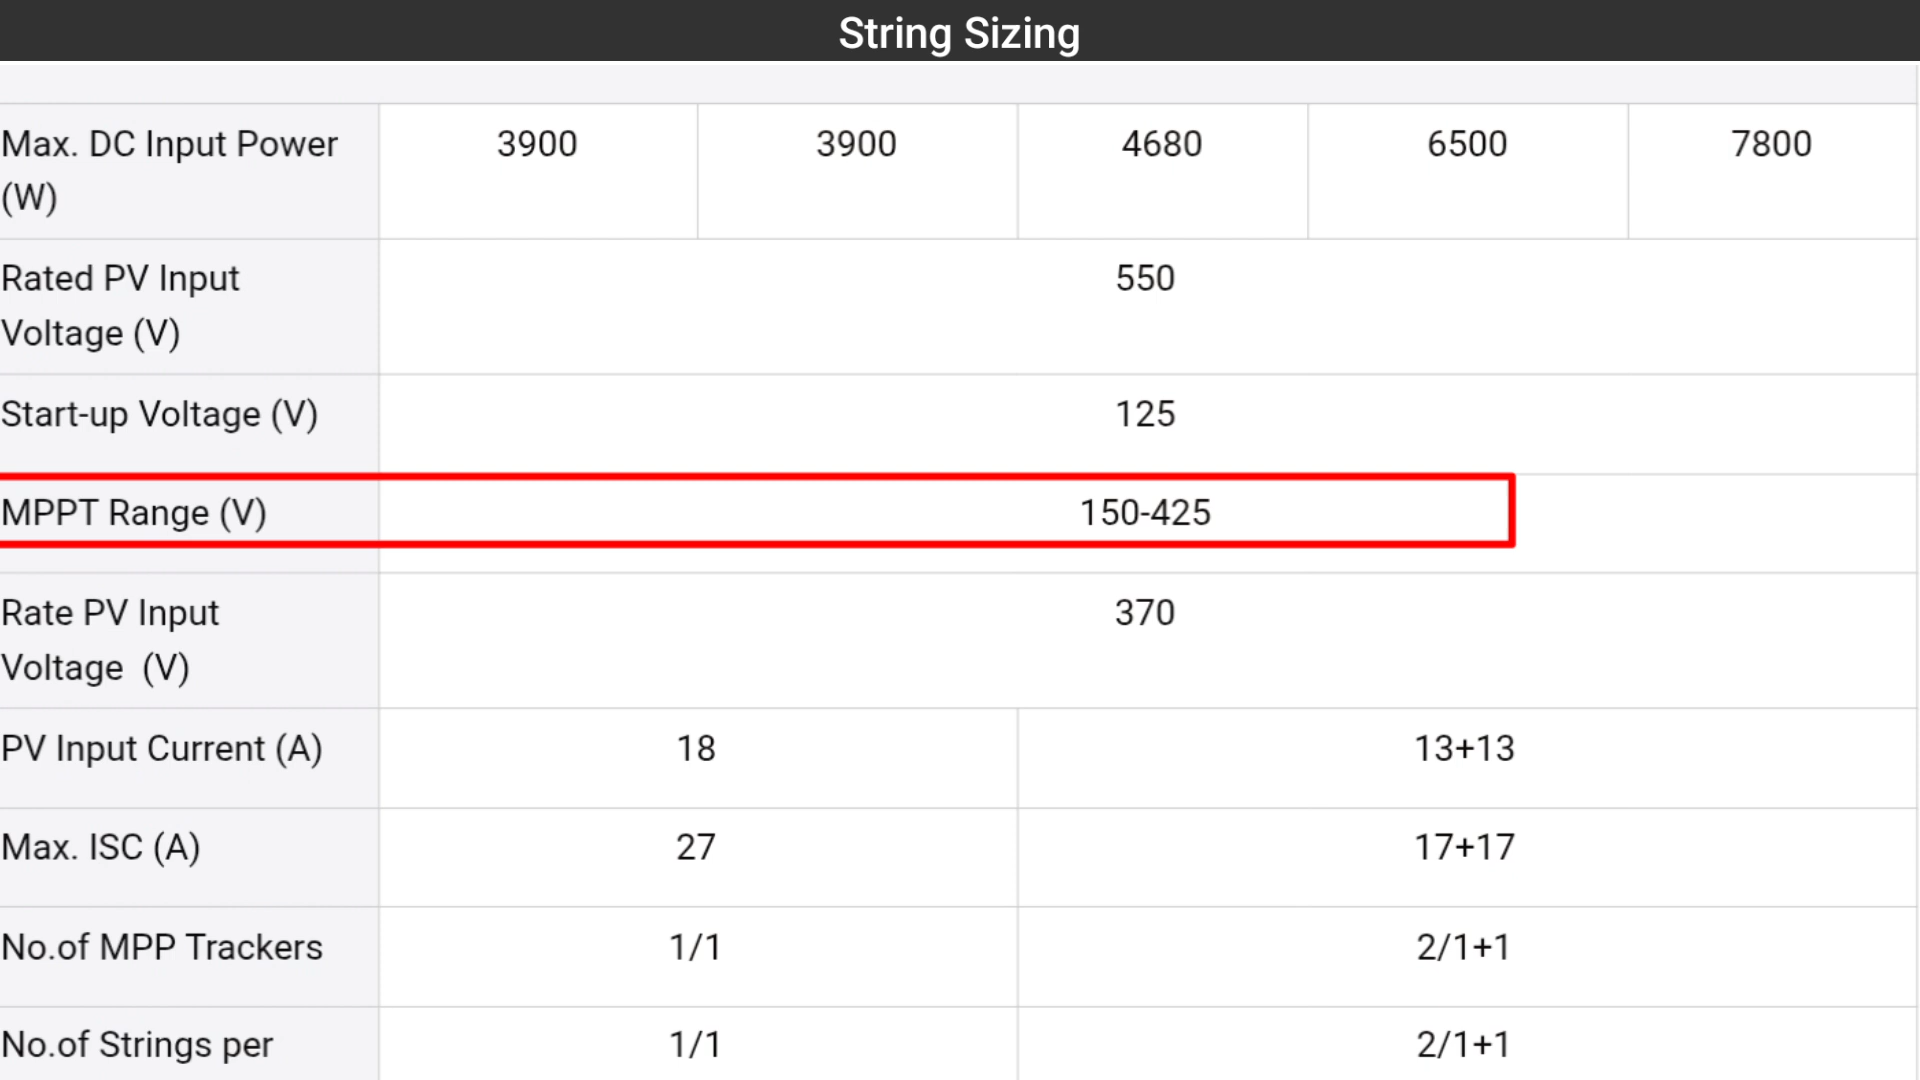 String Sizing
Max. DC Input Power
(W)
3900
3900
4680
6500
7800
Rated PV Input
Voltage (V)
550
Start-up Voltage (V)
125
MPPT Range (V)
150-425
Rate PV Input
Voltage  (V)
370
PV Input Current (A)
18
13+13
Max. ISC (A)
27
17+17
No.of MPP Trackers
1/1
2/1+1
No.of Strings per
1/1
2/1+1